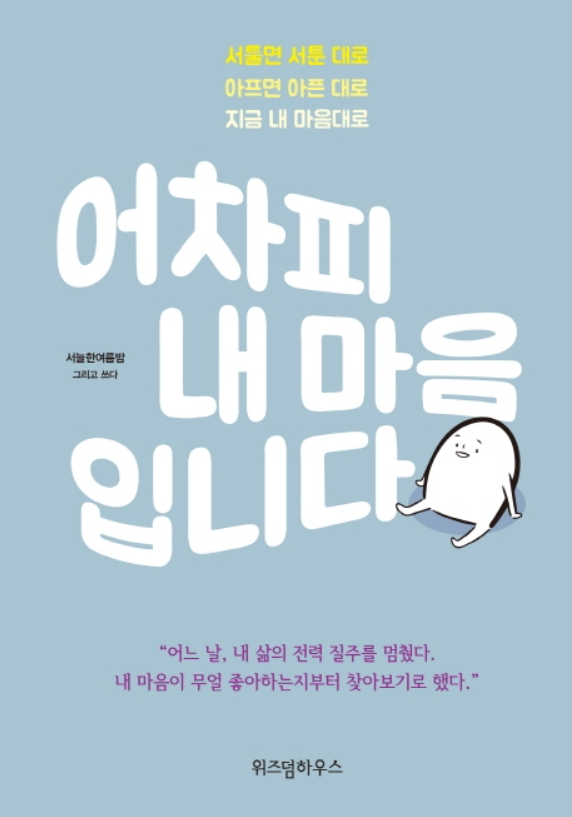 서툴면 서툰 대로
아프면 아픈 대로
지금 내 마음대로
어차피
내 마음
서늘한여름밤
그리고 쓰다
입니다
“어느 날, 내 삶의 전력 질주를 멈췄다.
내 마음이 무얼 좋아하는지부터 찾아보기로 했다.”
위즈덤하우스